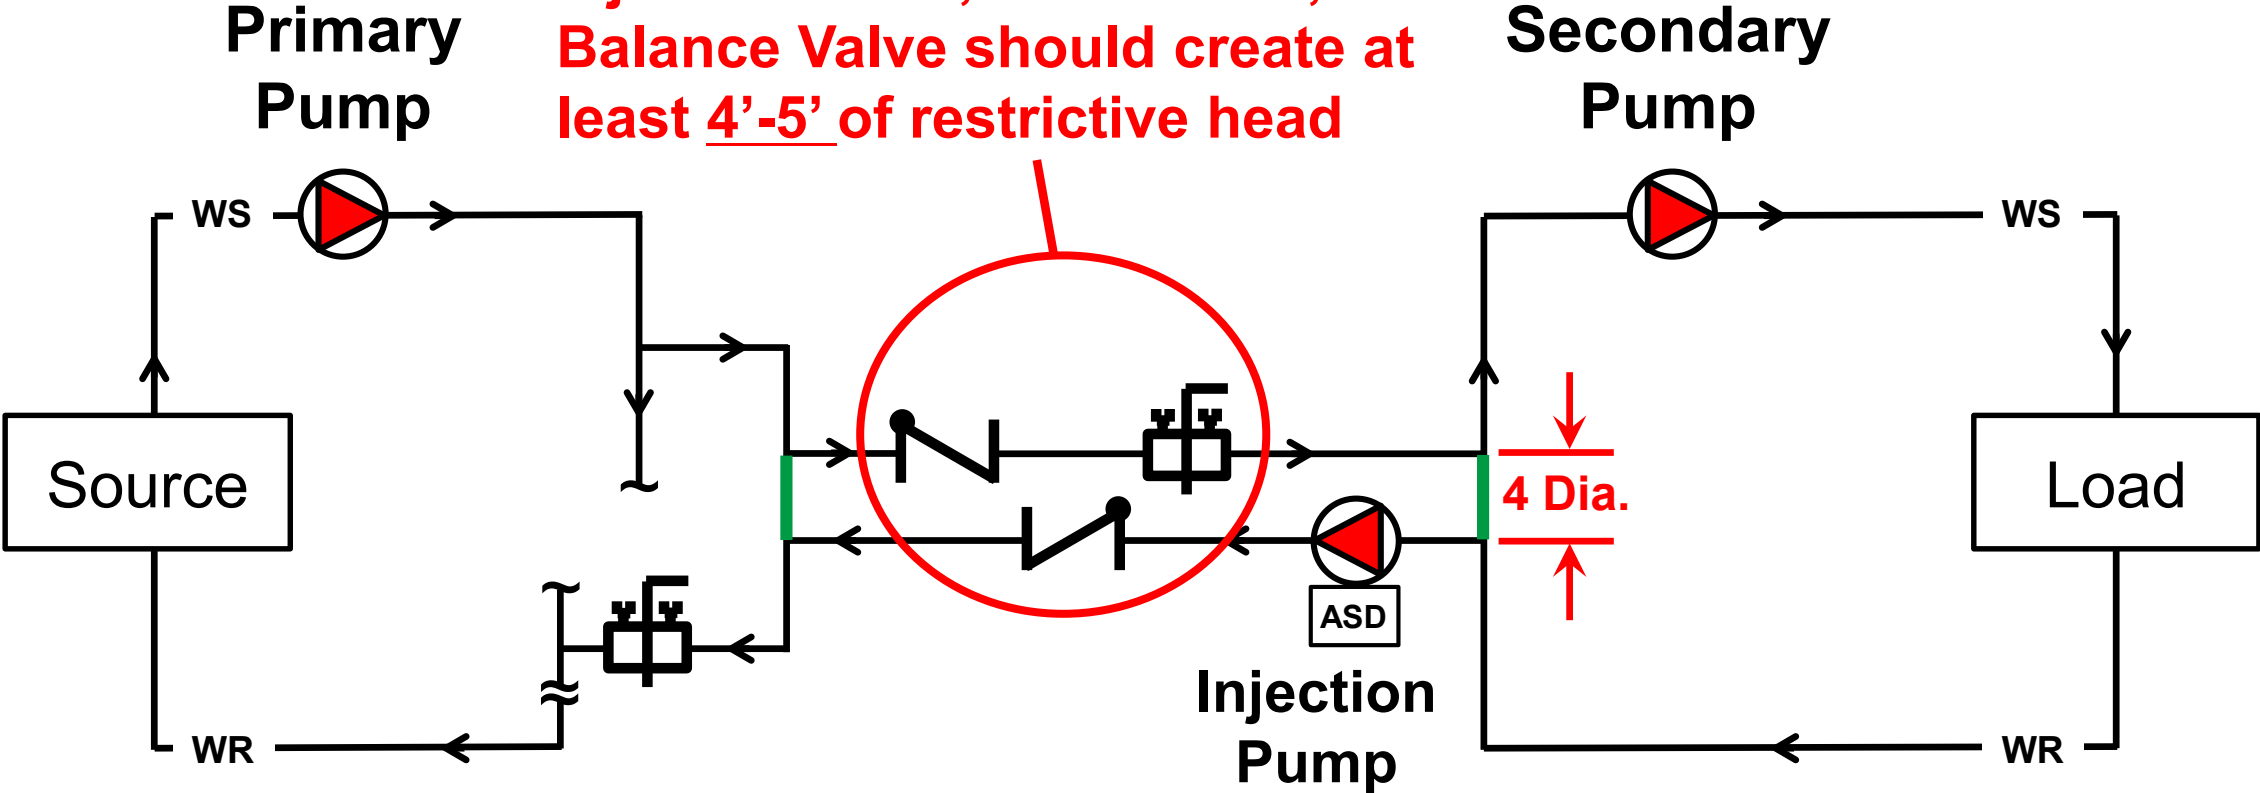 Primary
Pump
Balance Valve should create at
least 4’-5’ of restrictive head
Secondary
Pump
WS
WS
Source
4 Dia.
Load
ASD
Injection
Pump
WR
WR